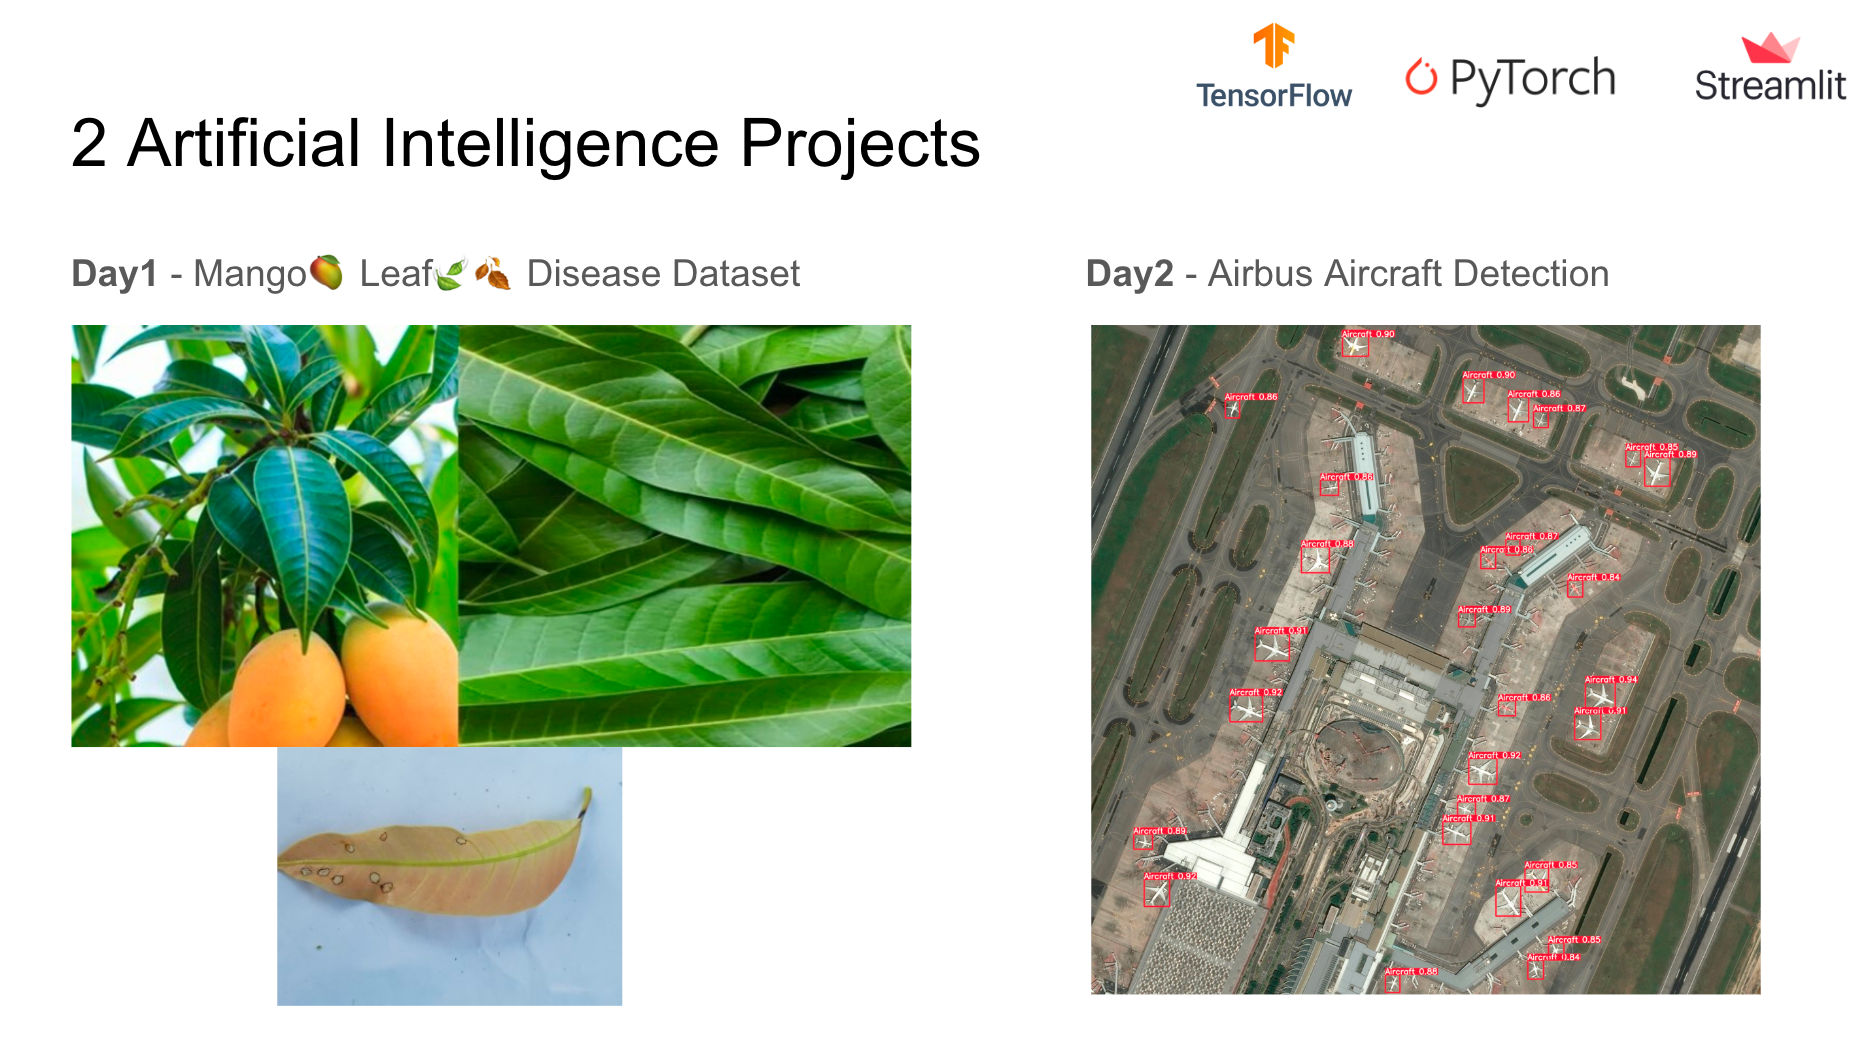 TensorFlow
PyTorch
Streamlit
2 Artificial Intelligence Projects
Day1 - Mango🥭 Leaf🍃🍂 Disease Dataset
Day2 - Airbus Aircraft Detection
Aircraft 0.90
Aircraft 0.90
Aircraft 0.86
Aircraft 0.86
Aircraft 0.87
Aircraft 0.85
Aircraft 0.89
Aircraft 0.86
Aircraft 0.87
Aircraft 0.88
Aircraft 0.86
Aircraft 0.84
Aircraft 0.89
Aircraft 0.91
Aircraft 0.94
Aircraft 0.92
Aircraft 0.86
Aircraft 0.91
Aircraft 0.92
Aircraft 0.87
Aircraft 0.91
Aircraft 0.89
Aircraft 0.85
Aircraft 0.92
Aircraft 0.91
Aircraft 0.85
Aircraft 0.84
Aircraft 0.88